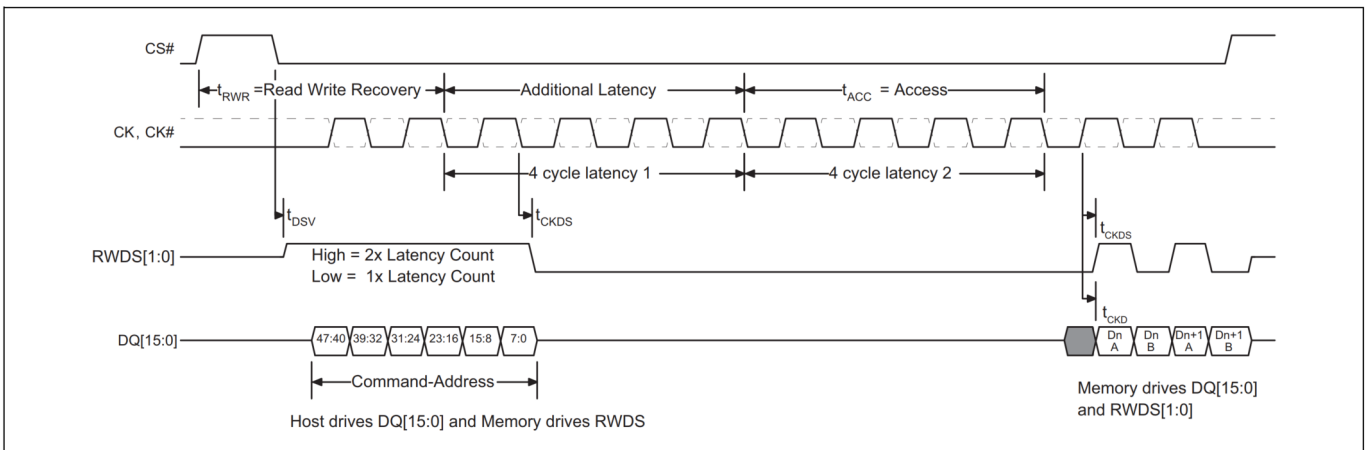 CS#
tRWR =Read Write Recovery
Additional Latency
tACC = Access
CK, CK#
4 cycle latency 1
4 cycle latency 2
tDSV
tCKDS
tCKDS
RWDS[1:0]
High = 2x Latency Count
Low = 1x Latency Count
tCKD
DQ[15:0]
47:40 39:32 31:24 23:16 15:8 7:0
Dn Dn Dn+1 Dn+1
A B A B
Command-Address
Memory drives DQ[15:0]
and RWDS[1:0]
Host drives DQ[15:0] and Memory drives RWDS